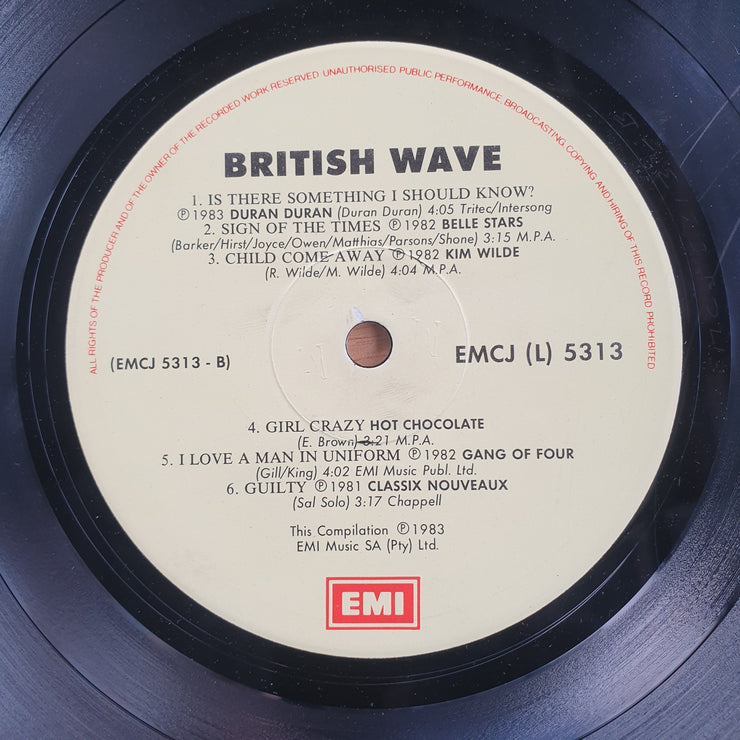 ALL RIGHTS OF THE PRODUCER AND OF THE OWNER OF THE RECORDED WORK RESERVED. UNAUTHORISED PUBLIC PERFORMANCE, BROADCASTING, COPYING AND HIRING OF THIS RECORD PROHIBITED
BRITISH WAVE
1. IS THERE SOMETHING I SHOULD KNOW?
℗ 1983 DURAN DURAN (Duran Duran) 4:05 Tritec/Intersong
2. SIGN OF THE TIMES ℗ 1982 BELLE STARS
(Barker/Hirst/Joyce/Owen/Matthias/Parsons/Shone) 3:15 M.P.A.
3. CHILD COME AWAY ℗ 1982 KIM WILDE
(R. Wilde/M. Wilde) 4:04 M.P.A.
(EMCJ 5313 - B)
EMCJ (L) 5313
4. GIRL CRAZY HOT CHOCOLATE
(E. Brown) 3:21 M.P.A.
5. I LOVE A MAN IN UNIFORM ℗ 1982 GANG OF FOUR
(Gill/King) 4:02 EMI Music Publ. Ltd.
6. GUILTY ℗ 1981 CLASSIX NOUVEAUX
(Sal Solo) 3:17 Chappell
This Compilation ℗ 1983
EMI Music SA (Pty) Ltd.
EMI